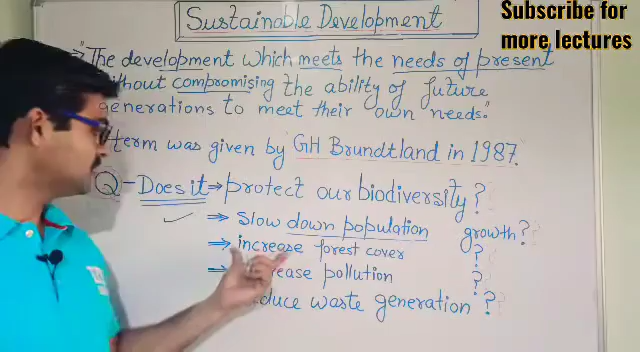 Sustainable Development
Subscribe for
more lectures
"The development which meets the needs of present
without compromising the ability of future
generations to meet their own needs."
term was given by GH Brundtland in 1987.
Q- Does it ⇒ protect our biodiversity?
⇒ Slow down population growth?
⇒ increase forest cover ?
⇒ pollution ?
waste generation ?